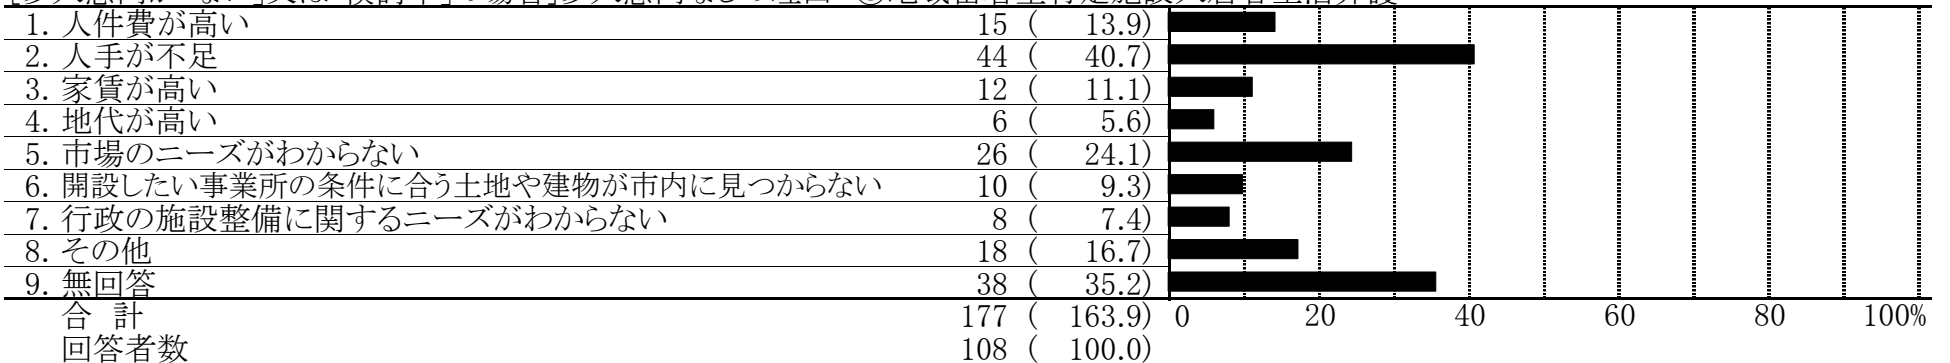 1. 人件費が高い 15 ( 13.9)
2. 人手が不足 44 ( 40.7)
3. 家賃が高い 12 ( 11.1)
4. 地代が高い 6 ( 5.6)
5. 市場のニーズがわからない 26 ( 24.1)
6. 開設したい事業所の条件に合う土地や建物が市内に見つからない 10 ( 9.3)
7. 行政の施設整備に関するニーズがわからない 8 ( 7.4)
8. その他 18 ( 16.7)
9. 無回答 38 ( 35.2)
合 計 177 ( 163.9) 0 20 40 60 80 100%
回答者数 108 ( 100.0)